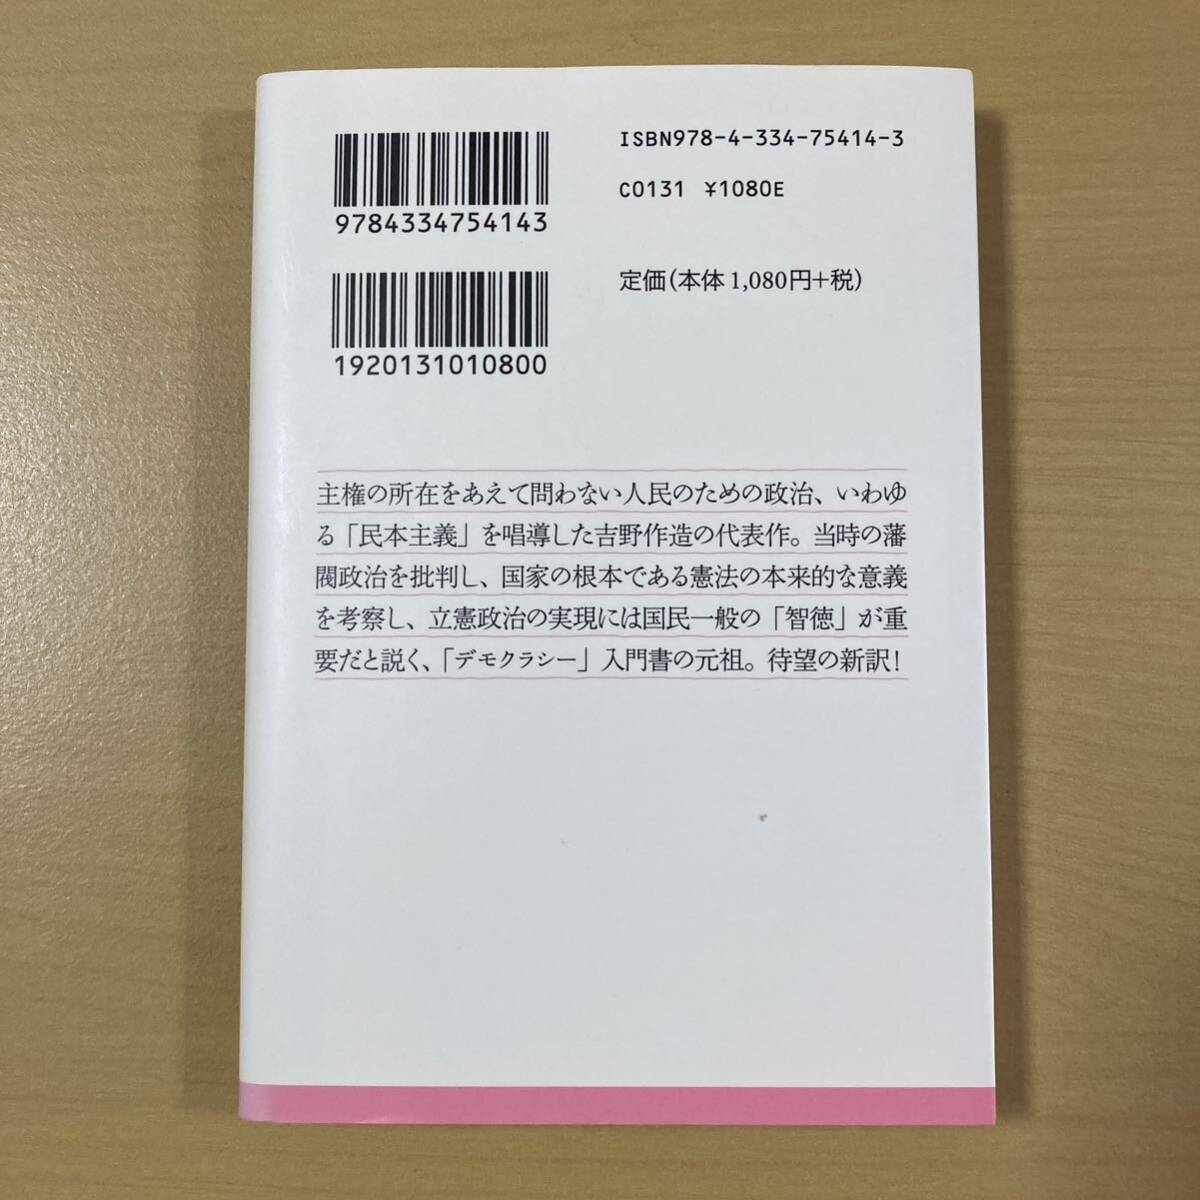 9784334754143
1920131010800
ISBN978-4-334-75414-3
C0131 ¥1080E
定価(本体1,080円+税)
主権の所在をあえて問わない人民のための政治、いわゆ
る「民本主義」を唱導した吉野作造の代表作。当時の藩
閥政治を批判し、国家の根本である憲法の本来的な意義
を考察し、立憲政治の実現には国民一般の「智徳」が重
要だと説く、「デモクラシー」入門書の元祖。待望の新訳!